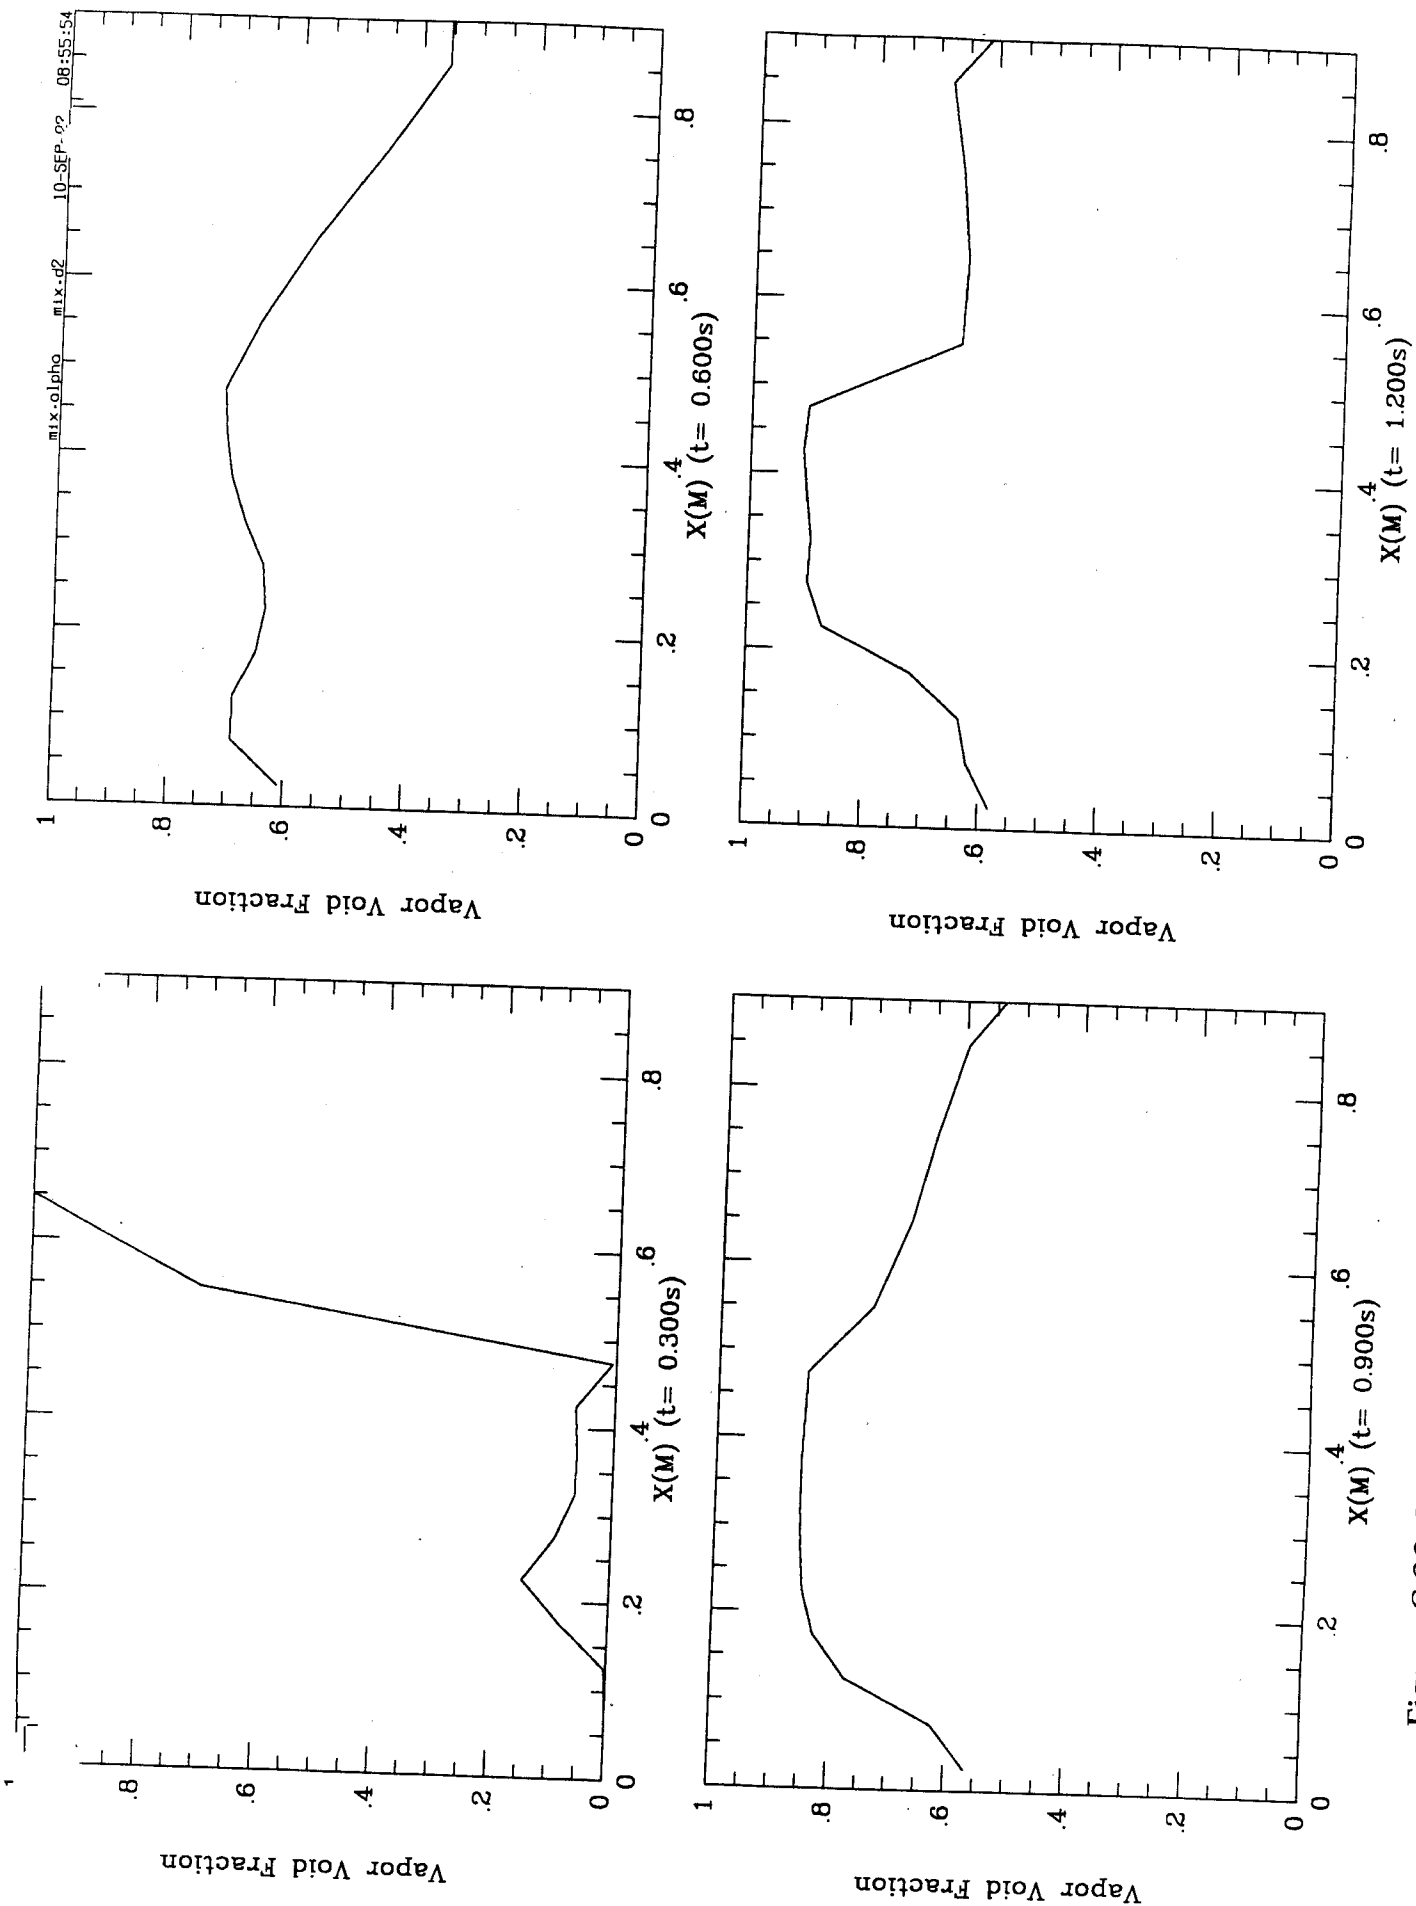 mix.alpha mix.d2 08:55:54
Vapor Void Fraction
1
.8
.6
.4
.2
0
0 .2 .4 .6 .8
X(M) (t= 0.300s)
Vapor Void Fraction
1
.8
.6
.4
.2
0
0 .2 .4 .6 .8
X(M) (t= 0.600s)
Vapor Void Fraction
1
.8
.6
.4
.2
0
0 .2 .4 .6 .8
X(M) (t= 0.900s)
Vapor Void Fraction
1
.8
.6
.4
.2
0
0 .2 .4 .6 .8
X(M) (t= 1.200s)